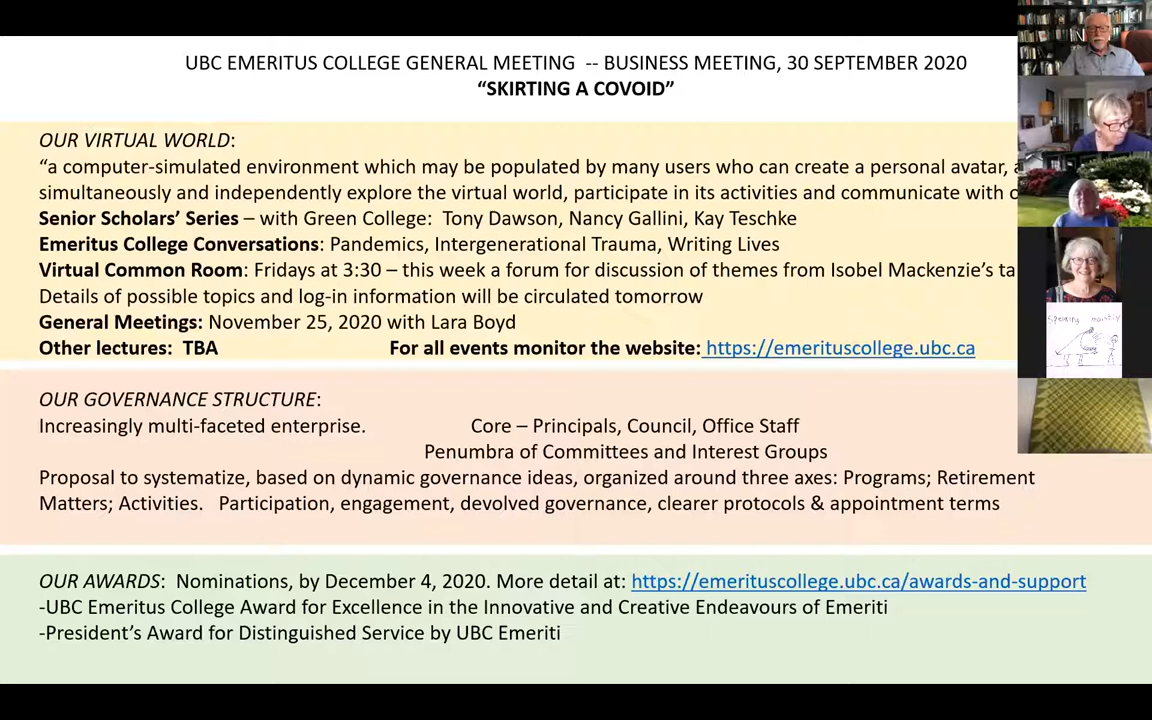 UBC EMERITUS COLLEGE GENERAL MEETING -- BUSINESS MEETING, 30 SEPTEMBER 2020
“SKIRTING A COVOID”
OUR VIRTUAL WORLD:
“a computer-simulated environment which may be populated by many users who can create a personal avatar,
simultaneously and independently explore the virtual world, participate in its activities and communicate with
Senior Scholars’ Series – with Green College: Tony Dawson, Nancy Gallini, Kay Teschke
Emeritus College Conversations: Pandemics, Intergenerational Trauma, Writing Lives
Virtual Common Room: Fridays at 3:30 – this week a forum for discussion of themes from Isobel Mackenzie’s
Details of possible topics and log-in information will be circulated tomorrow
General Meetings: November 25, 2020 with Lara Boyd
Other lectures: TBA For all events monitor the website: https://emerituscollege.ubc.ca
OUR GOVERNANCE STRUCTURE:
Increasingly multi-faceted enterprise. Core – Principals, Council, Office Staff
Penumbra of Committees and Interest Groups
Proposal to systematize, based on dynamic governance ideas, organized around three axes: Programs; Retirement
Matters; Activities. Participation, engagement, devolved governance, clearer protocols & appointment terms
OUR AWARDS: Nominations, by December 4, 2020. More detail at: https://emerituscollege.ubc.ca/awards-and-support
-UBC Emeritus College Award for Excellence in the Innovative and Creative Endeavours of Emeriti
-President’s Award for Distinguished Service by UBC Emeriti